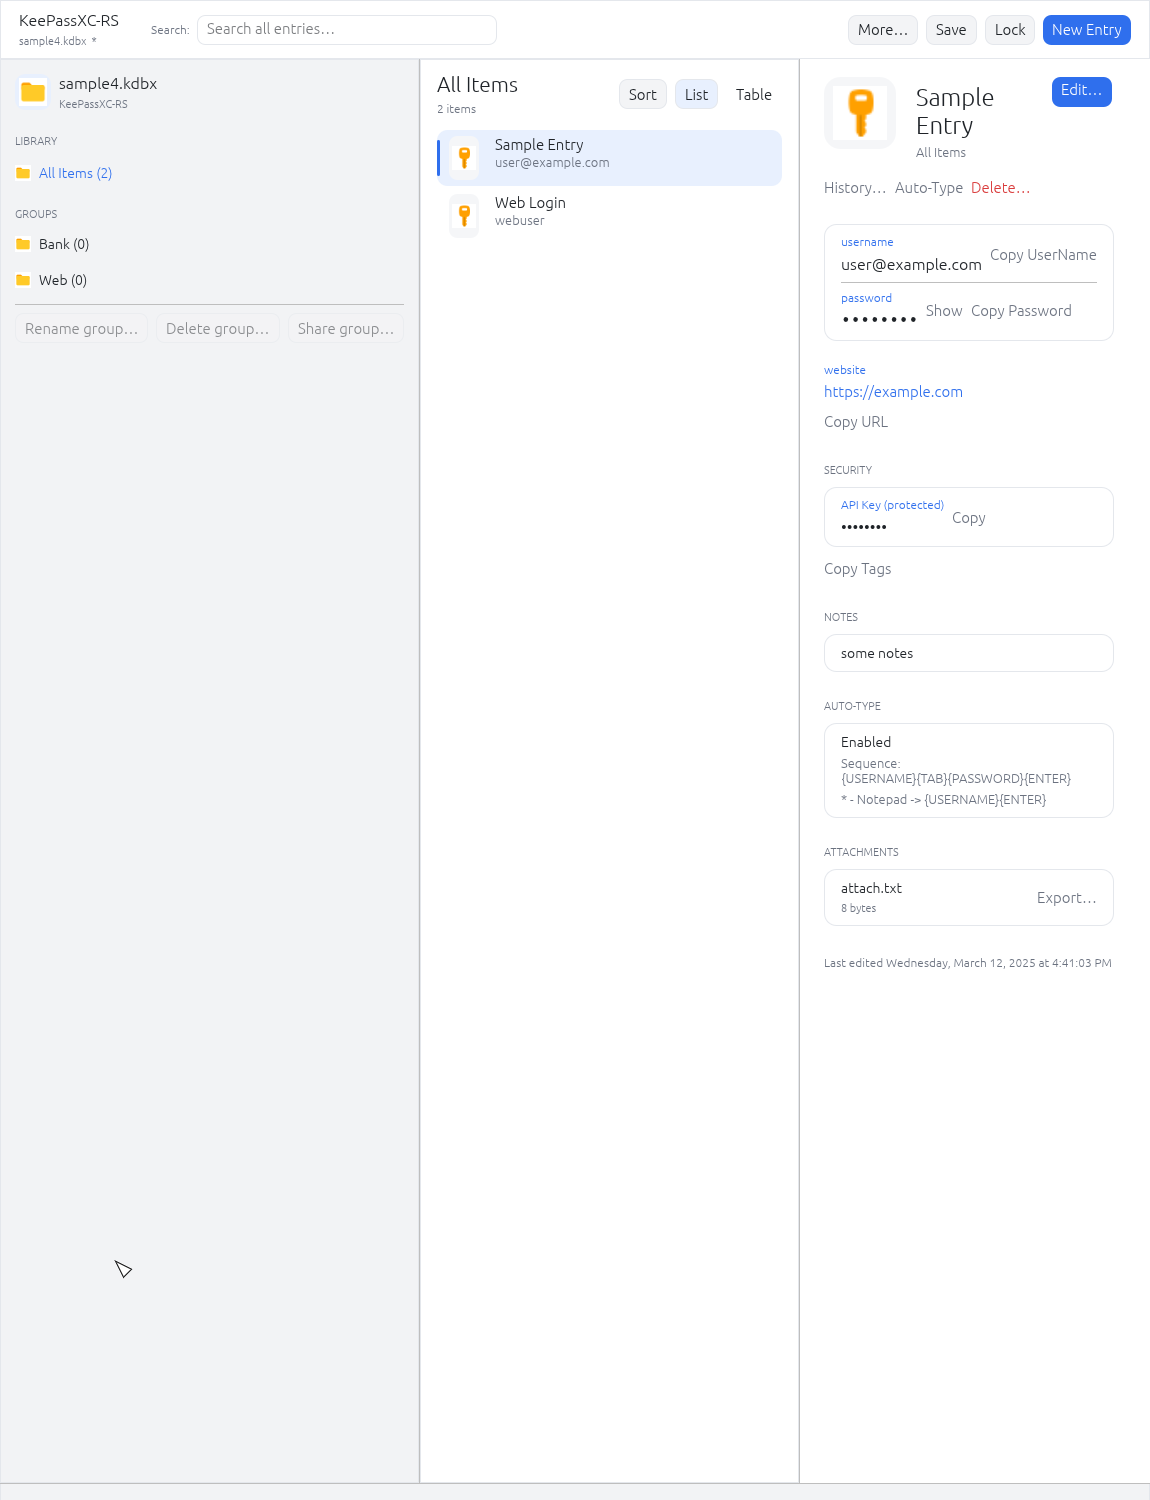 KeePassXC-RS
sample4.kdbx *
Search:
Search all entries...
More...
Save
Lock
New Entry
sample4.kdbx
KeePassXC-RS
LIBRARY
All Items (2)
GROUPS
Bank (0)
Web (0)
Rename group...
Delete group...
Share group...
All Items
2 items
Sort
List
Table
Sample Entry
user@example.com
Web Login
webuser
Sample
Entry
All Items
Edit...
History...
Auto-Type
Delete...
username
user@example.com
Copy UserName
password
••••••••
Show
Copy Password
website
https://example.com
Copy URL
SECURITY
API Key (protected)
••••••••
Copy
Copy Tags
NOTES
some notes
AUTO-TYPE
Enabled
Sequence:
{USERNAME}{TAB}{PASSWORD}{ENTER}
* - Notepad -> {USERNAME}{ENTER}
ATTACHMENTS
attach.txt
8 bytes
Export...
Last edited Wednesday, March 12, 2025 at 4:41:03 PM